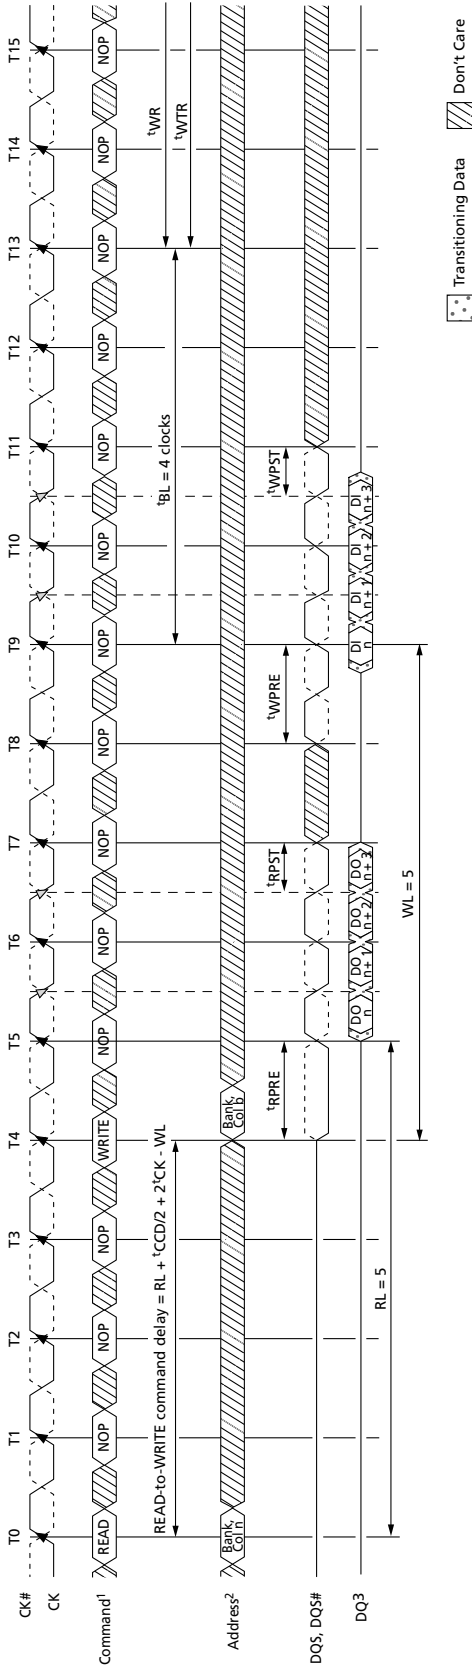 T0 T1 T2 T3 T4 T5 T6 T7 T8 T9 T10 T11 T12 T13 T14 T15
CK#
CK
Command1 READ NOP NOP NOP WRITE NOP NOP NOP NOP NOP NOP NOP NOP NOP NOP NOP
READ-to-WRITE command delay = RL + tCCD/2 + 2tCK - WL
tBL = 4 clocks
tWR
tWTR
Address2 Bank, Col n Bank, Col b
tRPRE tRPST tWPRE tWPST
DQS, DQS#
DQ3 DO n DO n + 1 DO n + 2 DO n + 3 DI n DI n + 1 DI n + 2 DI n + 3
RL = 5
WL = 5
Transitioning Data Don't Care